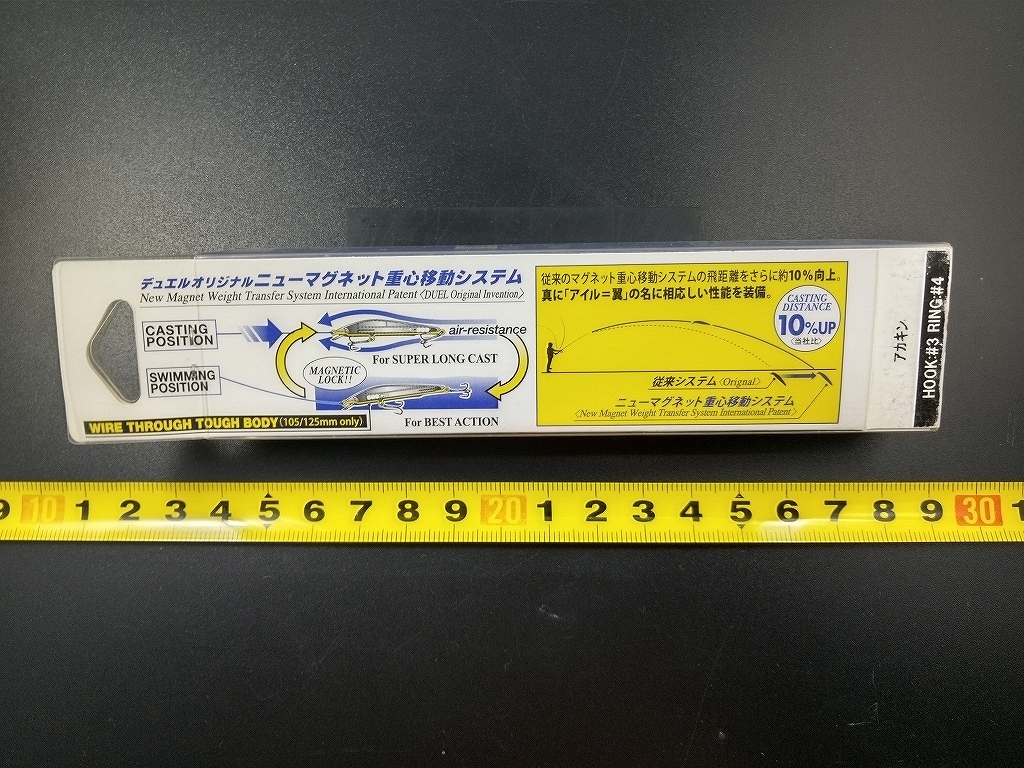 デュエルオリジナルニューマグネット重心移動システム
New Magnet Weight Transfer System International Patent〈DUEL Original Invention〉
CASTING
POSITION
air-resistance
For SUPER LONG CAST
MAGNETIC
LOCK!!
SWIMMING
POSITION
For BEST ACTION
WIRE THROUGH TOUGH BODY(105/125mm only)
従来のマグネット重心移動システムの飛距離をさらに約10%向上。
真に「アイル＝翼」の名に相応しい性能を装備。
CASTING
DISTANCE
10%UP
〈当社比〉
従来システム〈Orignal〉
ニューマグネット重心移動システム
〈New Magnet Weight Transfer System International Patent〉
アカキン
HOOK:#3 RING:#4
9 10 1 2 3 4 5 6 7 8 9 20 1 2 3 4 5 6 7 8 9 30 1